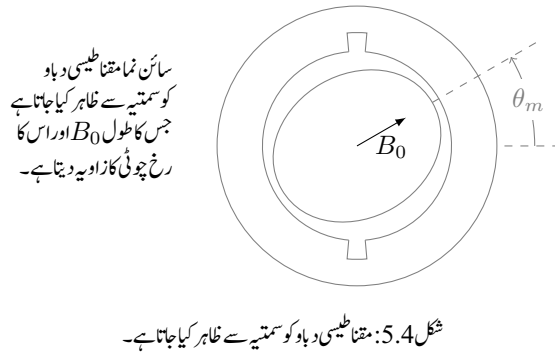 سائن نما مقناطیسی دباو
کو سمتیہ سے ظاہر کیا جاتا ہے
جس کا طول B₀ اور اس کا
رخ چوٹی کا زاویہ دیتا ہے۔
B₀
θₘ
شکل 5.4: مقناطیسی دباو کو سمتیہ سے ظاہر کیا جاتا ہے۔